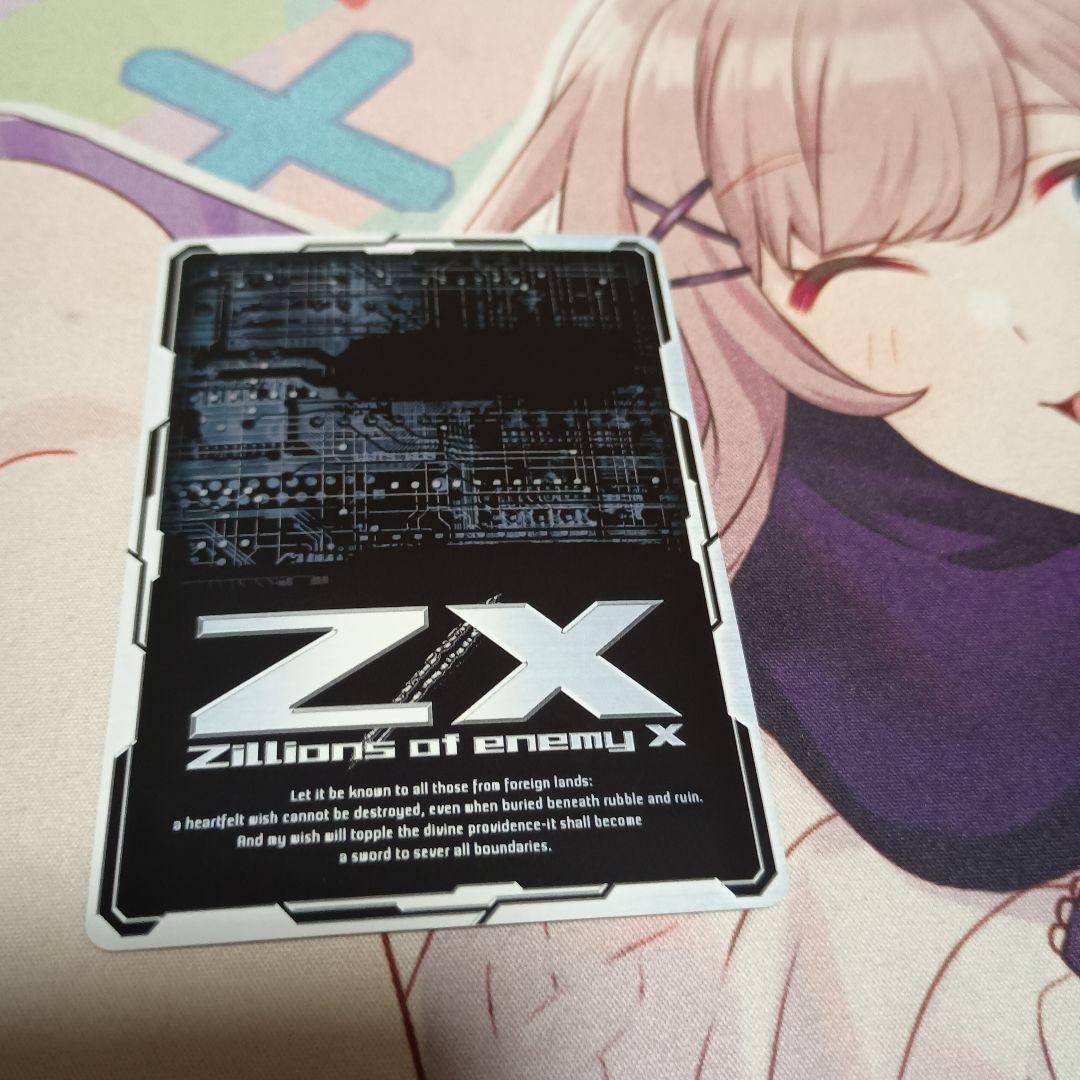 Z/X
Zillions of enemy X
Let it be known to all those from foreign lands:
a heartfelt wish cannot be destroyed, even when buried beneath rubble and ruin.
And my wish will topple the divine providence-it shall become
a sword to sever all boundaries.